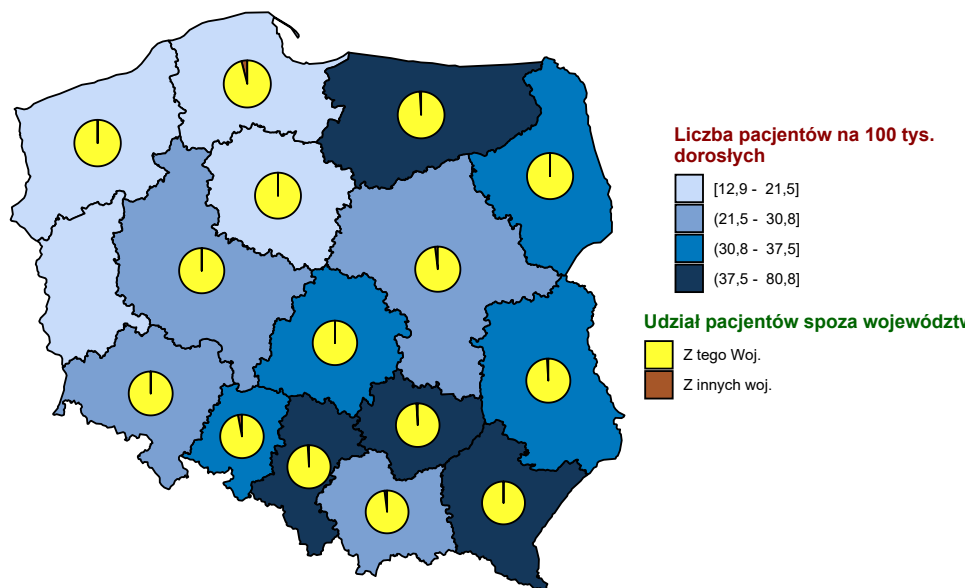 Liczba pacjentów na 100 tys.
dorosłych
[12,9 - 21,5]
(21,5 - 30,8]
(30,8 - 37,5]
(37,5 - 80,8]
Udział pacjentów spoza województw
Z tego Woj.
Z innych woj.